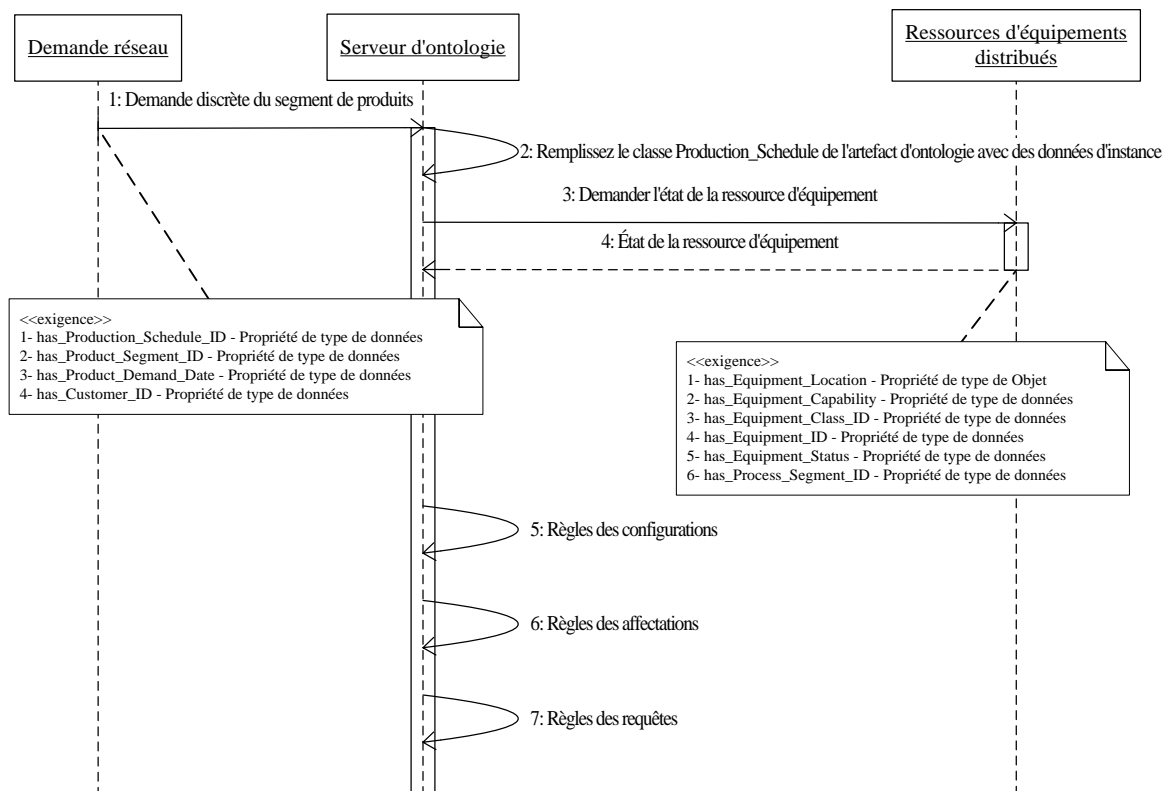 Demande réseau
Serveur d'ontologie
Ressources d'équipements
distribués
1: Demande discrète du segment de produits
2: Remplissez le classe Production_Schedule de l'artefact d'ontologie avec des données d'instance
3: Demander l'état de la ressource d'équipement
4: État de la ressource d'équipement
<<exigence>>
1- has_Production_Schedule_ID - Propriété de type de données
2- has_Product_Segment_ID - Propriété de type de données
3- has_Product_Demand_Date - Propriété de type de données
4- has_Customer_ID - Propriété de type de données
<<exigence>>
1- has_Equipment_Location - Propriété de type de Objet
2- has_Equipment_Capability - Propriété de type de données
3- has_Equipment_Class_ID - Propriété de type de données
4- has_Equipment_ID - Propriété de type de données
5- has_Equipment_Status - Propriété de type de données
6- has_Process_Segment_ID - Propriété de type de données
5: Règles des configurations
6: Règles des affectations
7: Règles des requêtes